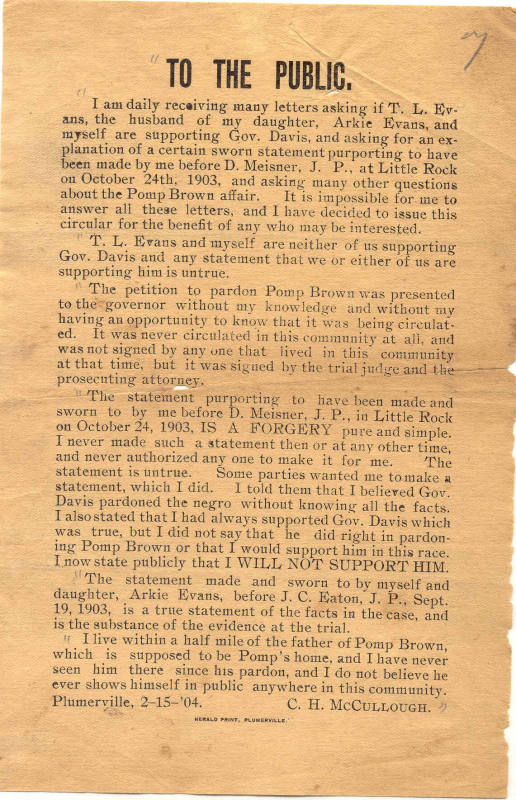 7
" TO THE PUBLIC.
" I am daily receiving many letters asking if T. L. Ev-
ans, the husband of my daughter, Arkie Evans, and
myself are supporting Gov. Davis, and asking for an ex-
planation of a certain sworn statement purporting to have
been made by me before D. Meisner, J. P., at Little Rock
on October 24th, 1903, and asking many other questions
about the Pomp Brown affair. It is impossible for me to
answer all these letters, and I have decided to issue this
circular for the benefit of any who may be interested.
" T. L. Evans and myself are neither of us supporting
Gov. Davis and any statement that we or either of us are
supporting him is untrue.
" The petition to pardon Pomp Brown was presented
to the governor without my knowledge and without my
having an opportunity to know that it was being circulat-
ed. It was never circulated in this community at all, and
was not signed by any one that lived in this community
at that time, but it was signed by the trial judge and the
prosecuting attorney.
" The statement purporting to have been made and
sworn to by me before D. Meisner, J. P., in Little Rock
on October 24, 1903, IS A FORGERY pure and simple.
I never made such a statement then or at any other time,
and never authorized any one to make it for me. The
statement is untrue. Some parties wanted me to make a
statement, which I did. I told them that I believed Gov.
Davis pardoned the negro without knowing all the facts.
I also stated that I had always supported Gov. Davis which
was true, but I did not say that he did right in pardon-
ing Pomp Brown or that I would support him in this race.
I now state publicly that I WILL NOT SUPPORT HIM.
" The statement made and sworn to by myself and
daughter, Arkie Evans, before J. C. Eaton, J. P., Sept.
19, 1903, is a true statement of the facts in the case, and
is the substance of the evidence at the trial.
" I live within a half mile of the father of Pomp Brown,
which is supposed to be Pomp's home, and I have never
seen him there since his pardon, and I do not believe he
ever shows himself in public anywhere in this community.
Plumerville, 2-15-'04. C. H. McCULLOUGH. "
HERALD PRINT, PLUMERVILLE.